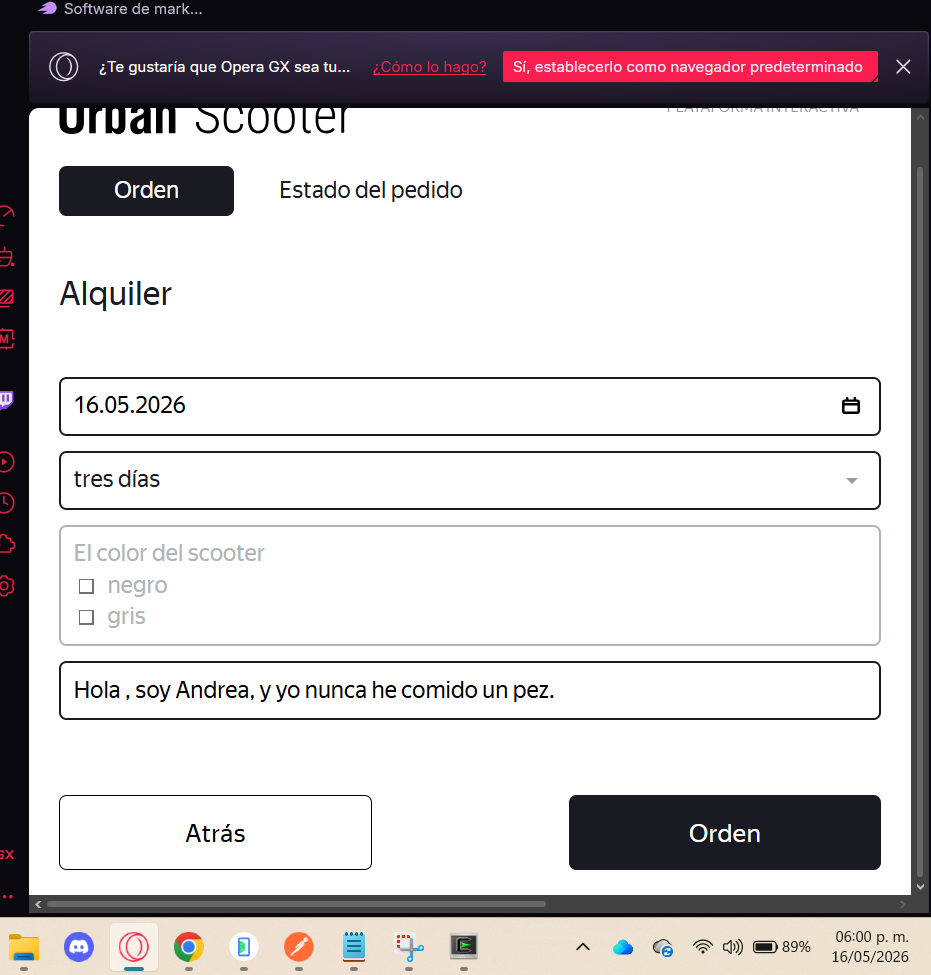 Software de mark...
¿Te gustaría que Opera GX sea tu... ¿Cómo lo hago? Sí, establecerlo como navegador predeterminado
Urban Scooter PLATAFORMA INTERACTIVA
Orden Estado del pedido
Alquiler
16.05.2026
tres días
El color del scooter
negro
gris
Hola , soy Andrea, y yo nunca he comido un pez.
Atrás Orden
GX
89% 06:00 p. m.
16/05/2026